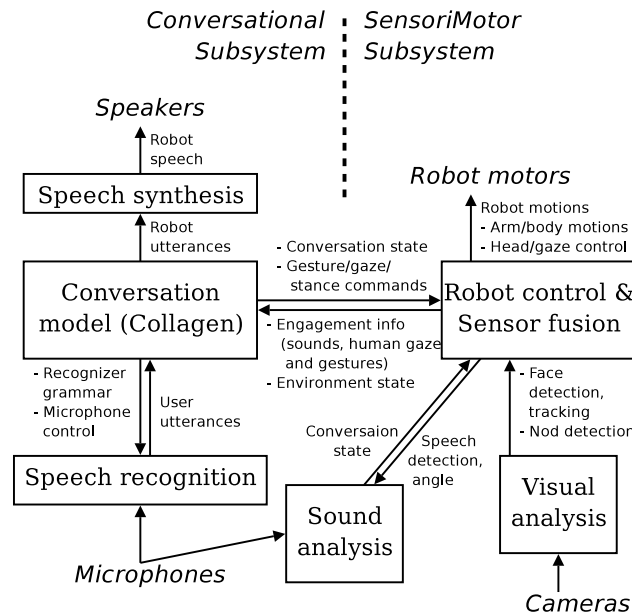 Conversational
Subsystem
SensoriMotor
Subsystem
Speakers
Robot
speech
Speech synthesis
Robot
utterances
Robot motors
Robot motions
- Arm/body motions
- Head/gaze control
Conversation
model (Collagen)
- Conversation state
- Gesture/gaze/
stance commands
Robot control &
Sensor fusion
- Engagement info
(sounds, human gaze
and gestures)
- Environment state
- Recognizer
grammar
- Microphone
control
User
utterances
- Face
detection,
tracking
- Nod detection
Conversaion
state
Speech
detection,
angle
Speech recognition
Sound
analysis
Visual
analysis
Microphones
Cameras